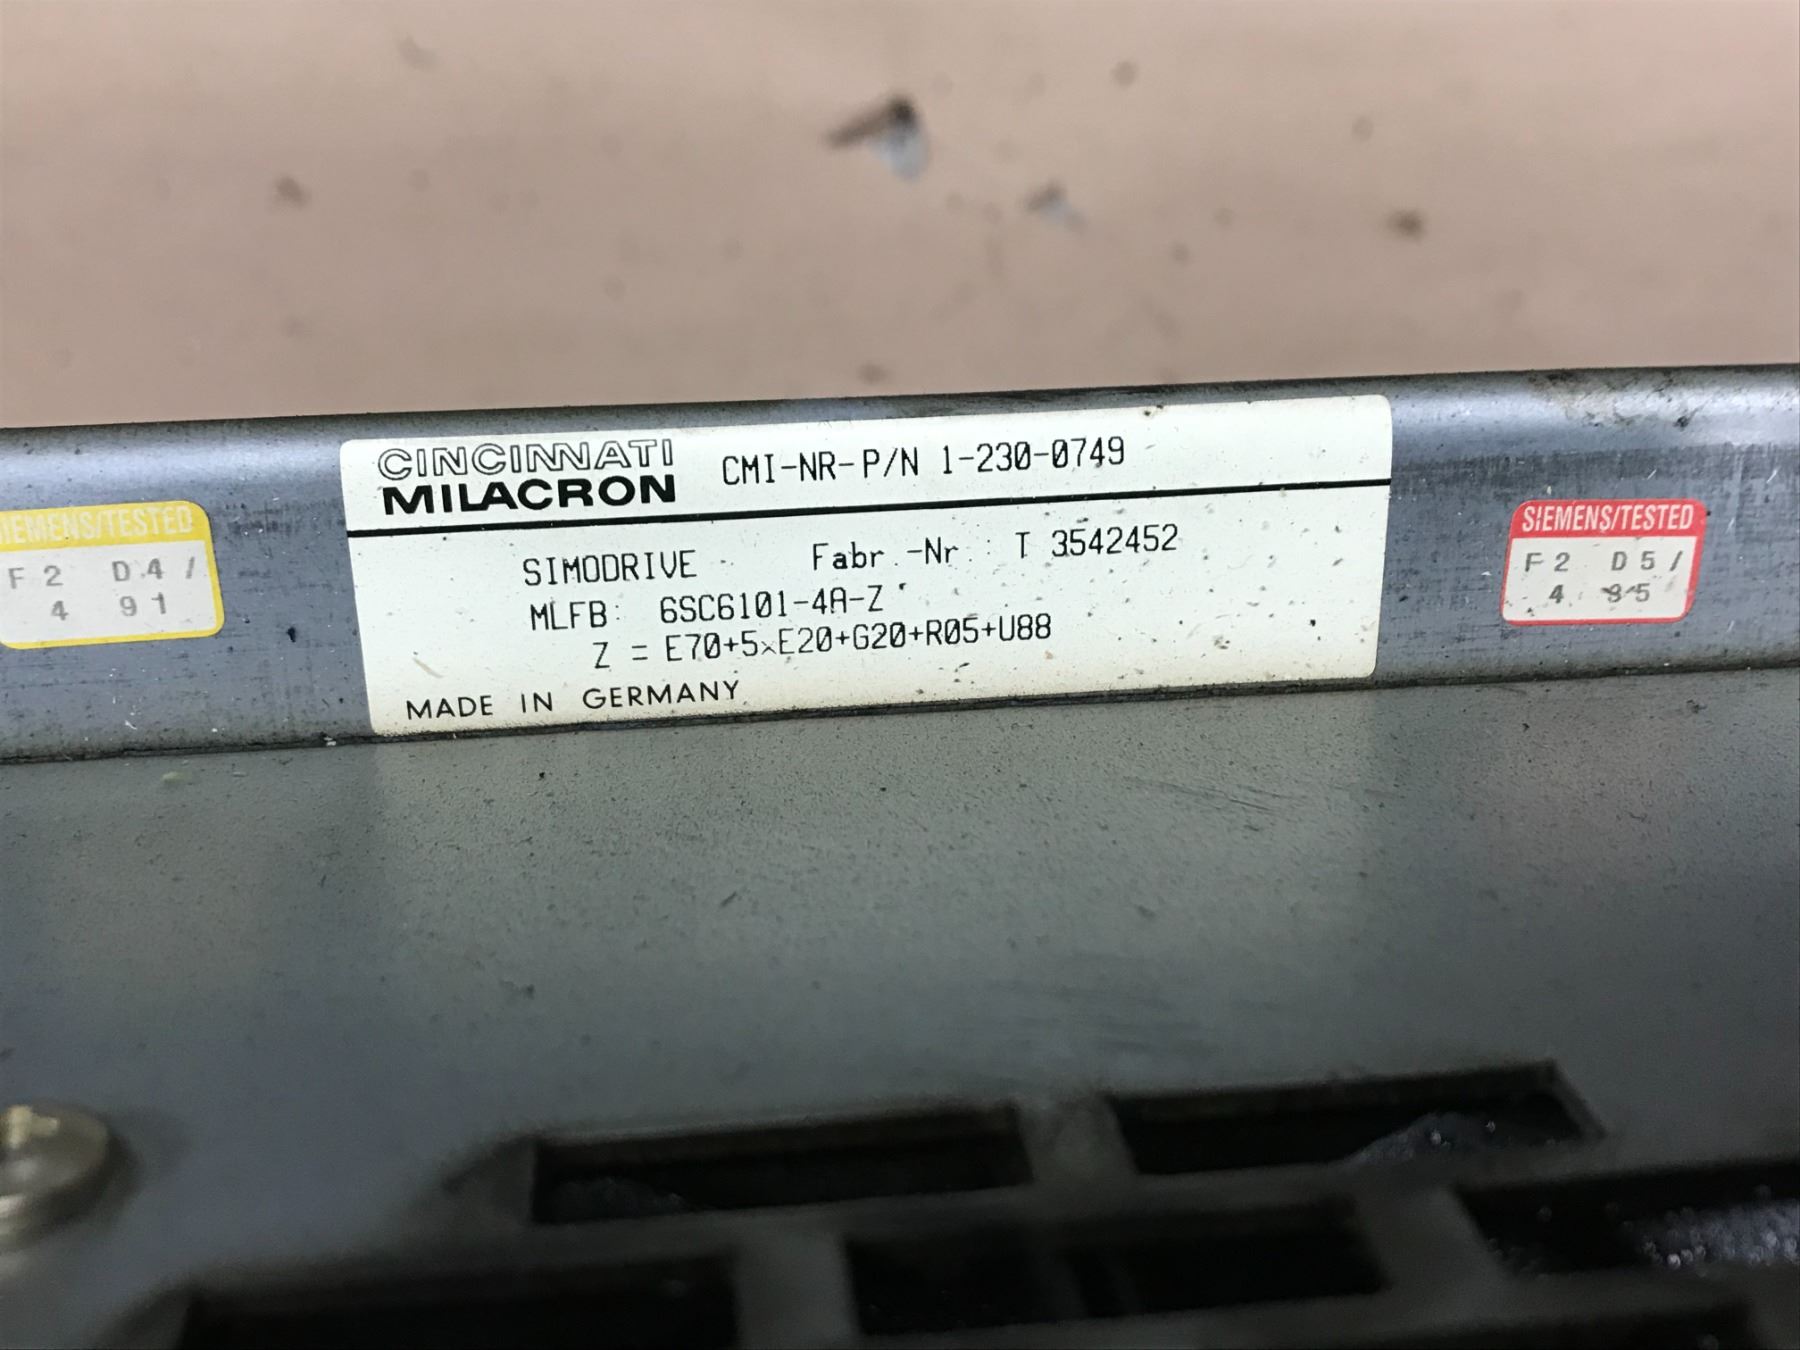 CINCINNATI
MILACRON
CMI-NR-P/N 1-230-0749
SIMODRIVE Fabr.-Nr: T 3542452
MLFB: 6SC6101-4A-Z
Z = E70+5×E20+G20+R05+U88
MADE IN GERMANY
SIEMENS/TESTED
F2 D4/
4 91
SIEMENS/TESTED
F2 D5/
4